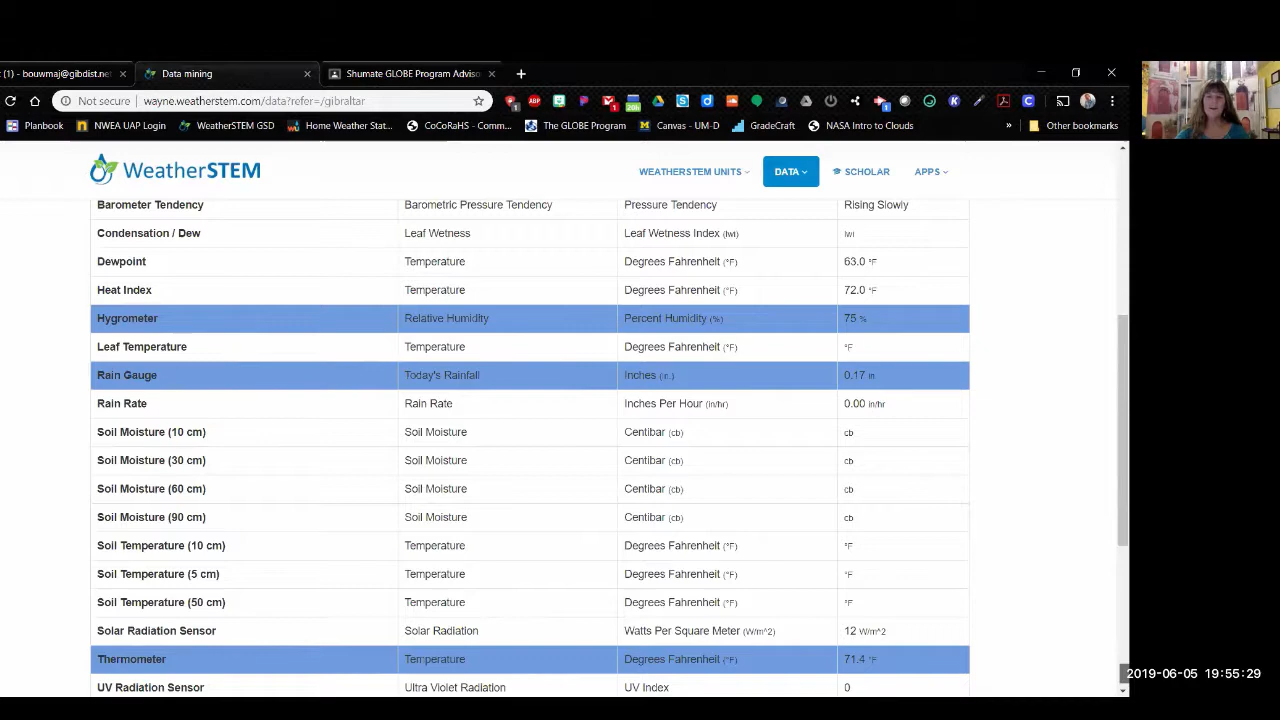 (1) - bouwmaj@gibdist.net × Data mining × Shumate GLOBE Program Adviso ×
Not secure wayne.weatherstem.com/data?refer=/gibraltar
Planbook NWEA UAP Login WeatherSTEM GSD Home Weather Stat... CoCoRaHS - Comm... The GLOBE Program Canvas - UM-D GradeCraft NASA Intro to Clouds » Other bookmarks
WeatherSTEM WEATHERSTEM UNITS DATA SCHOLAR APPS
Barometer Tendency Barometric Pressure Tendency Pressure Tendency Rising Slowly
Condensation / Dew Leaf Wetness Leaf Wetness Index (lwi) lwi
Dewpoint Temperature Degrees Fahrenheit (°F) 63.0 °F
Heat Index Temperature Degrees Fahrenheit (°F) 72.0 °F
Hygrometer Relative Humidity Percent Humidity (%) 75 %
Leaf Temperature Temperature Degrees Fahrenheit (°F) °F
Rain Gauge Today's Rainfall Inches (in.) 0.17 in
Rain Rate Rain Rate Inches Per Hour (in/hr) 0.00 in/hr
Soil Moisture (10 cm) Soil Moisture Centibar (cb) cb
Soil Moisture (30 cm) Soil Moisture Centibar (cb) cb
Soil Moisture (60 cm) Soil Moisture Centibar (cb) cb
Soil Moisture (90 cm) Soil Moisture Centibar (cb) cb
Soil Temperature (10 cm) Temperature Degrees Fahrenheit (°F) °F
Soil Temperature (5 cm) Temperature Degrees Fahrenheit (°F) °F
Soil Temperature (50 cm) Temperature Degrees Fahrenheit (°F) °F
Solar Radiation Sensor Solar Radiation Watts Per Square Meter (W/m^2) 12 W/m^2
Thermometer Temperature Degrees Fahrenheit (°F) 71.4 °F
2019-06-05 19:55:29
UV Radiation Sensor Ultra Violet Radiation UV Index 0